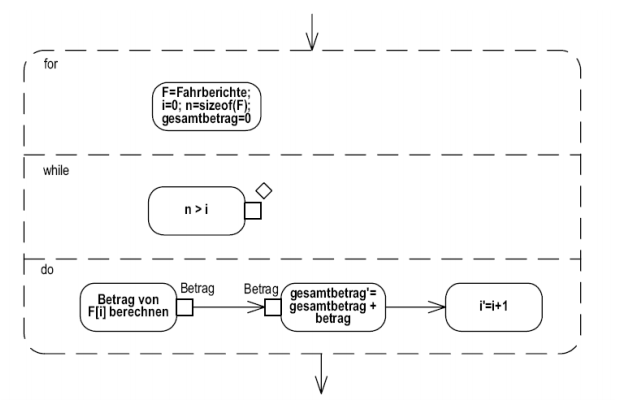 for
F=Fahrberichte;
i=0; n=sizeof(F);
gesamtbetrag=0
while
n > i
do
Betrag von
F[i] berechnen
Betrag
Betrag
gesamtbetrag'=
gesamtbetrag +
betrag
i'=i+1